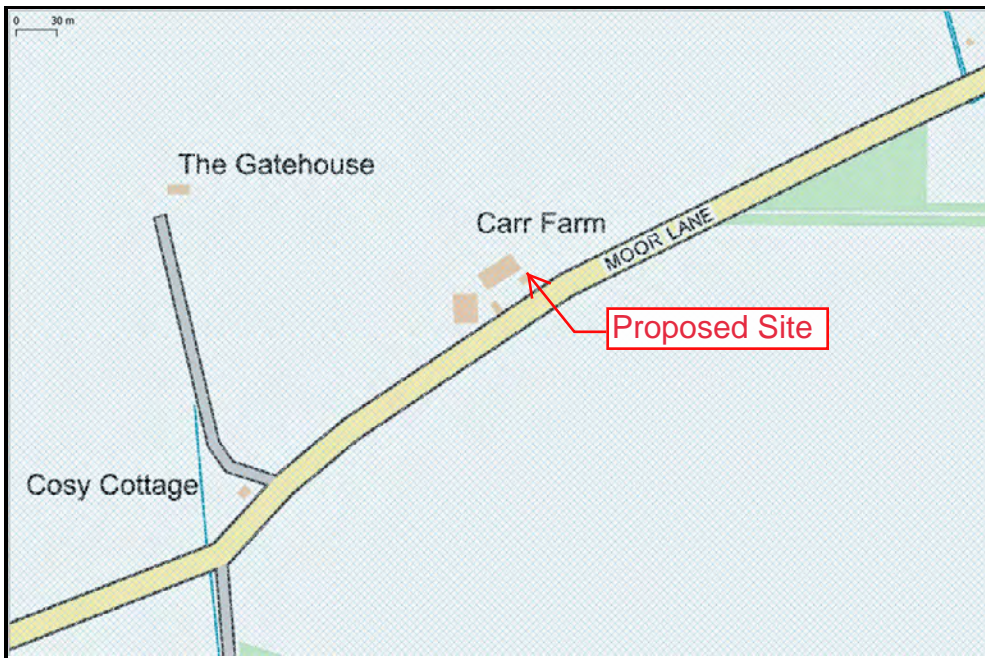 0 30 m
The Gatehouse
Carr Farm
MOOR LANE
Proposed Site
Cosy Cottage